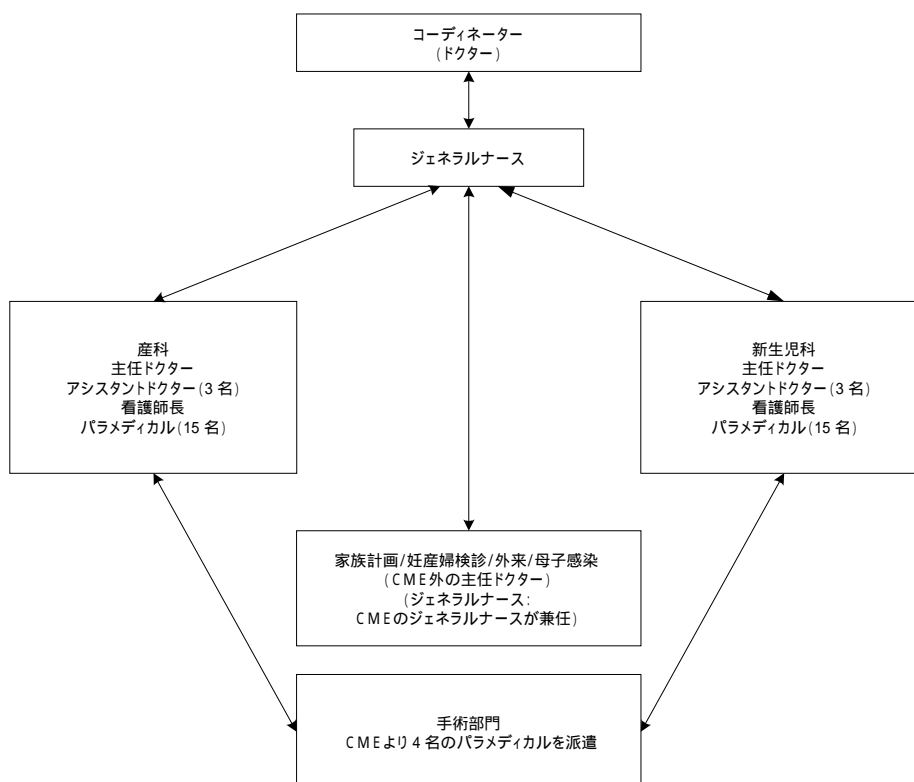 コーディネーター
(ドクター)
ジェネラルナース
産科
主任ドクター
アシスタントドクター(3 名)
看護師長
パラメディカル(15 名)
新生児科
主任ドクター
アシスタントドクター(3 名)
看護師長
パラメディカル(15 名)
家族計画/妊産婦検診/外来/母子感染
(CME外の主任ドクター)
(ジェネラルナース:
CMEのジェネラルナースが兼任)
手術部門
CMEより 4 名のパラメディカルを派遣